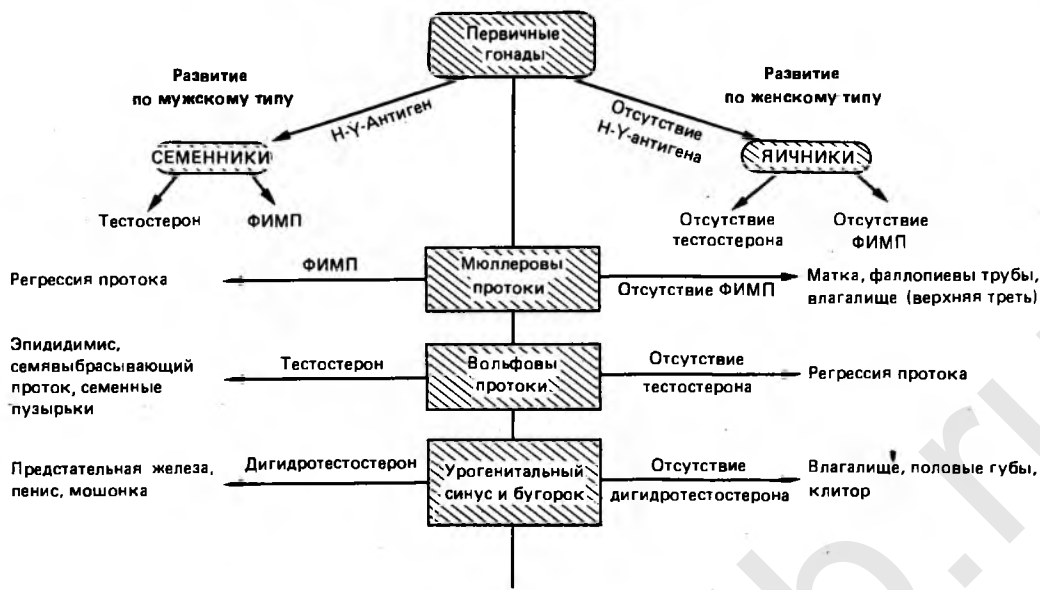 Первичные
гонады
Развитие
по мужскому типу
Развитие
по женскому типу
Н-Y-Антиген
Отсутствие
Н-Y-антигена
СЕМЕННИКИ
ЯИЧНИКИ
Тестостерон
ФИМП
Отсутствие
тестостерона
Отсутствие
ФИМП
Регрессия протока
ФИМП
Мюллеровы
протоки
Отсутствие ФИМП
Матка, фаллопиевы трубы,
влагалище (верхняя треть)
Эпидидимис,
семявыбрасывающий
проток, семенные
пузырьки
Тестостерон
Вольфовы
протоки
Отсутствие
тестостерона
Регрессия протока
Предстательная железа,
пенис, мошонка
Дигидротестостерон
Урогенитальный
синус и бугорок
Отсутствие
дигидротестостерона
Влагалище, половые губы,
клитор